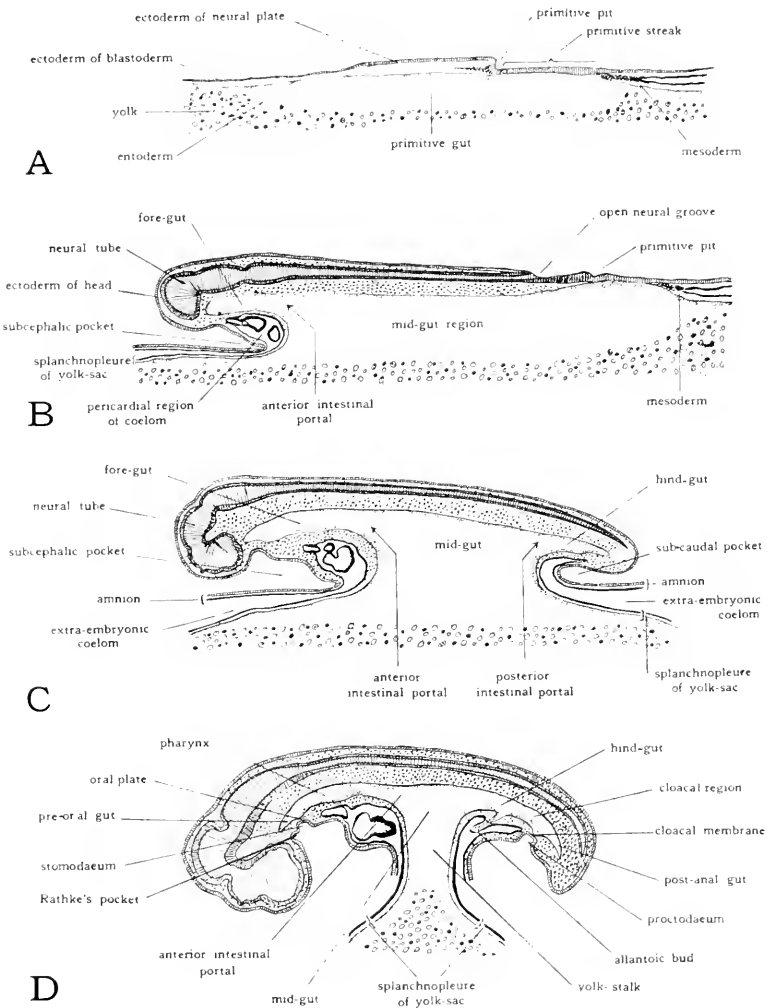 ectoderm of neural plate
primitive pit
primitive streak
ectoderm of blastoderm
yolk
primitive gut
mesoderm
entoderm
A
fore-gut
open neural groove
neural tube
primitive pit
ectoderm of head
subcephalic pocket
mid-gut region
splanchnopleure
of yolk-sac
pericardial region
of coelom
anterior intestinal
portal
mesoderm
B
fore-gut
hind-gut
neural tube
subcephalic pocket
mid-gut
sub-caudal pocket
amnion
amnion
extra-embryonic
coelom
extra-embryonic
coelom
anterior
intestinal portal
posterior
intestinal portal
splanchnopleure
of yolk-sac
C
pharynx
hind-gut
oral plate
cloacal region
pre-oral gut
cloacal membrane
stomodaeum
post-anal gut
Rathke's pocket
proctodaeum
anterior intestinal
portal
allantoic bud
mid-gut
splanchnopleure
of yolk-sac
yolk-stalk
D